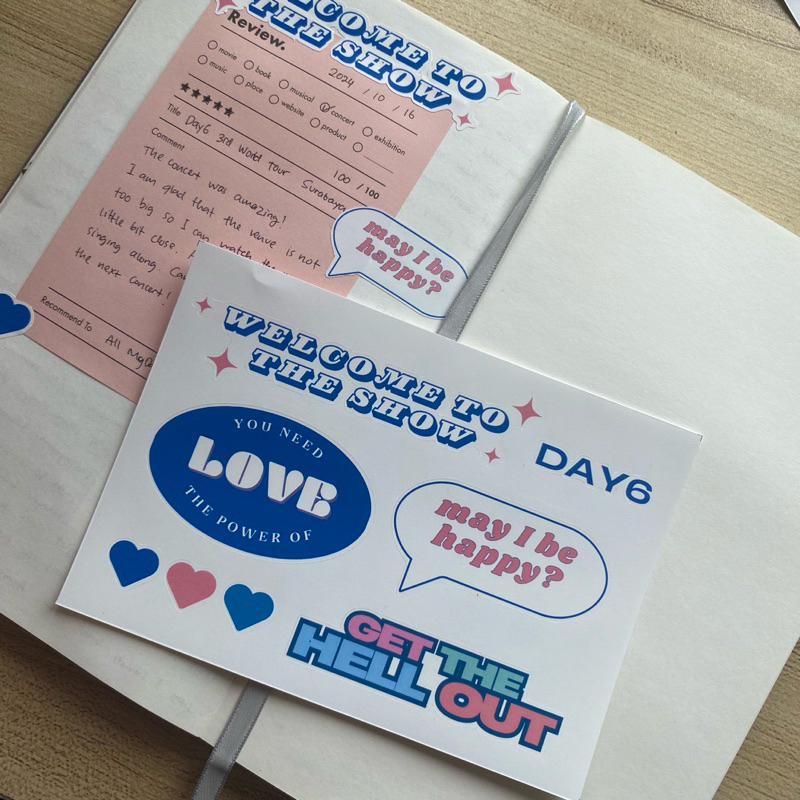 WELCOME TO
THE SHOW
Review.
movie book musical concert exhibition
music place website product
2024 / 10 / 16
★★★★★
100 / 100
Title Day6 3rd World Tour Surabaya
Comment
The concert was amazing!
I am glad that the venue is not
too big so I can watch the
little bit close.
singing along.
the next concert!
Recommend To All
may I be
happy?
WELCOME TO
THE SHOW
DAY6
YOU NEED
LOVE
THE POWER OF
may I be
happy?
GET THE
HELL OUT